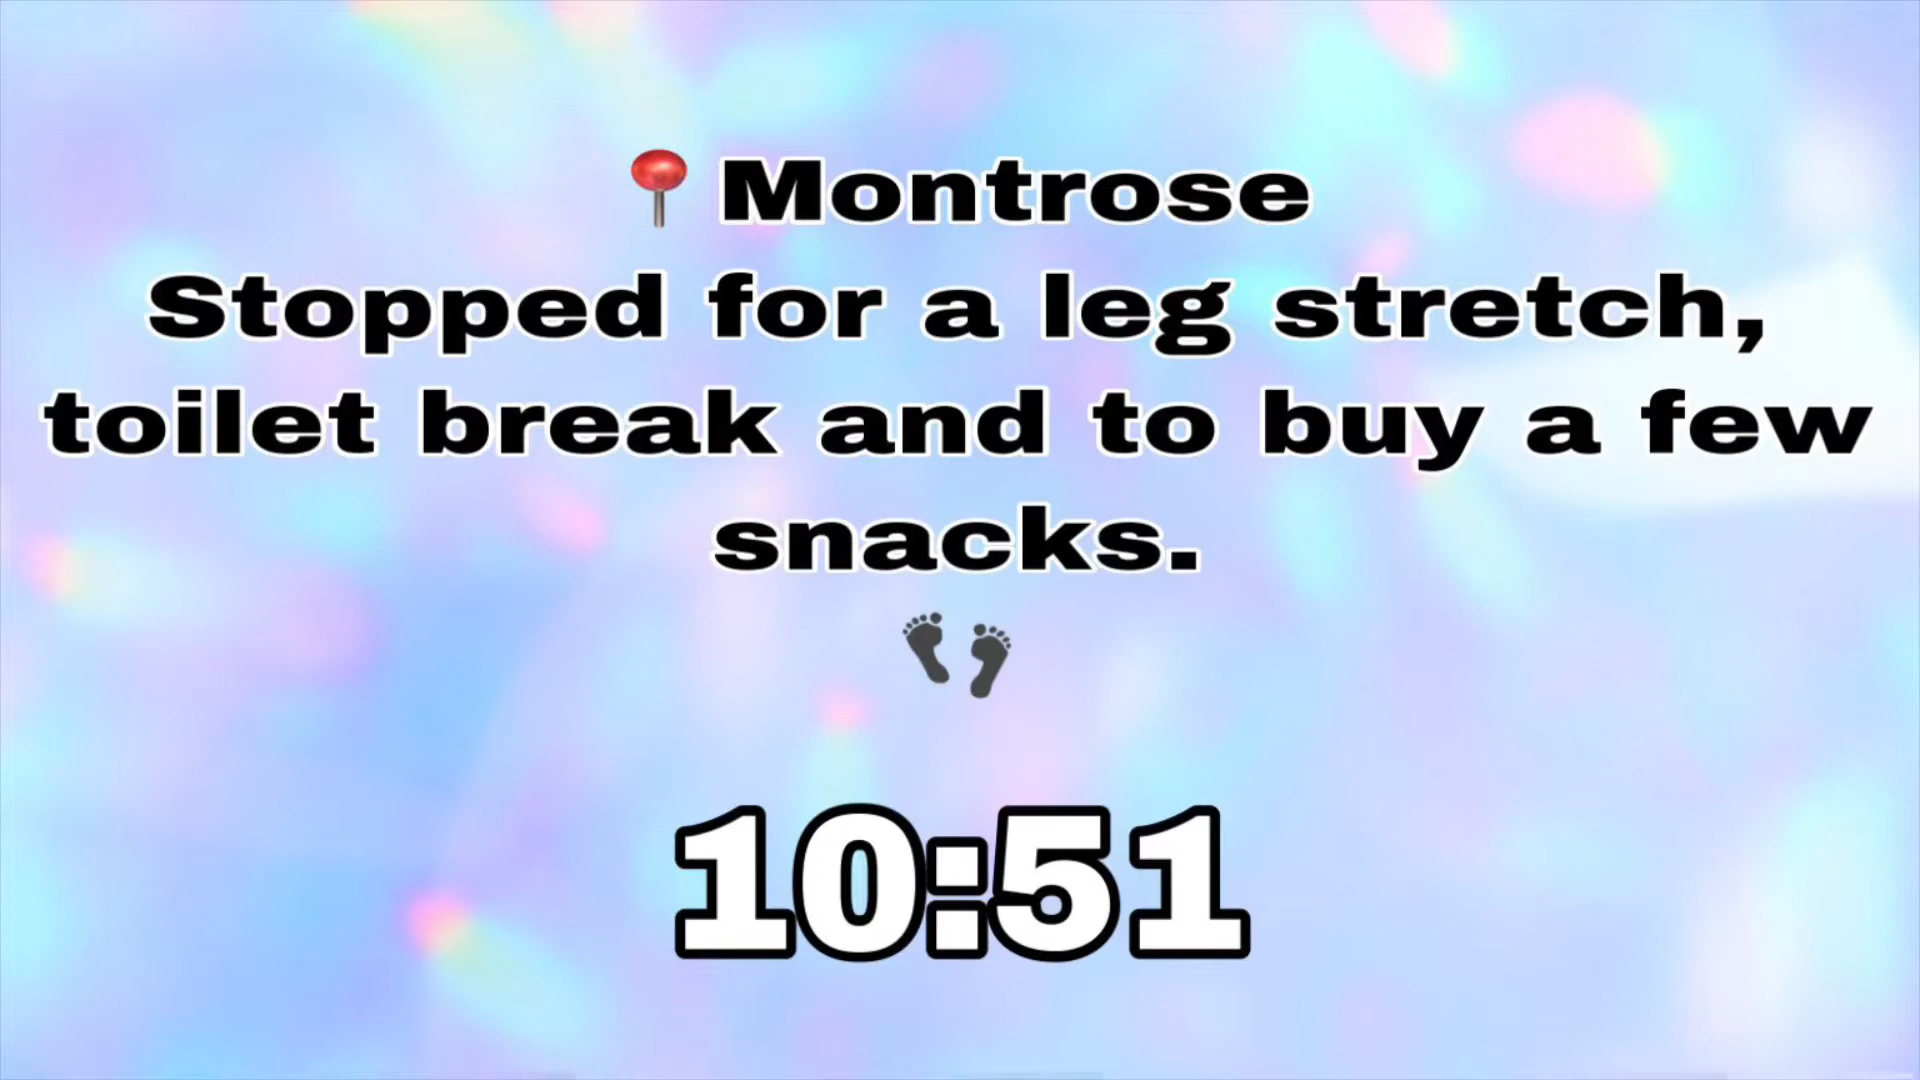 📍Montrose
Stopped for a leg stretch,
toilet break and to buy a few
snacks.
👣
10:51